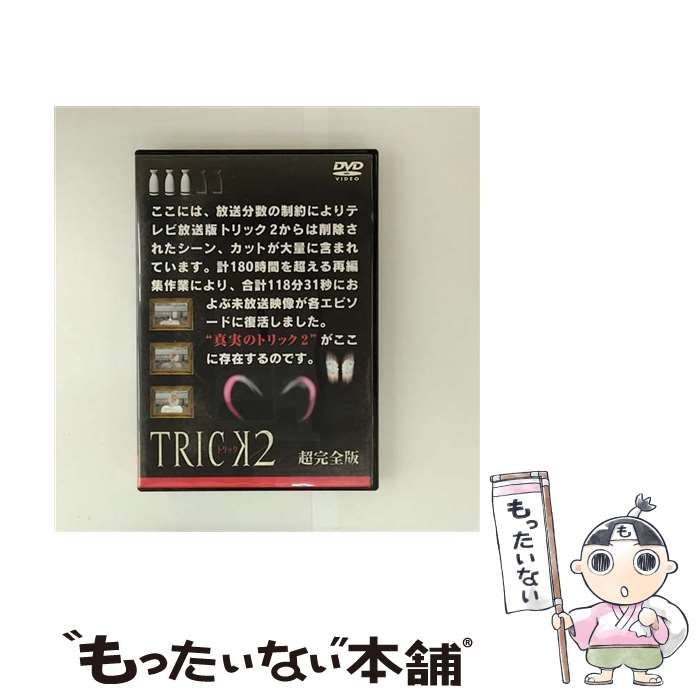 DVD
VIDEO
ここには、放送分数の制約によりテ
レビ放送版トリック2からは削除さ
れたシーン、カットが大量に含まれ
ています。計180時間を超える再編
集作業により、合計118分31秒にお
よぶ未放送映像が各エピソ
ードに復活しました。
“真実のトリック2”がここ
に存在するのです。
TRICK2
トリック
超完全版
も
もったいない
“もったいない本舗®